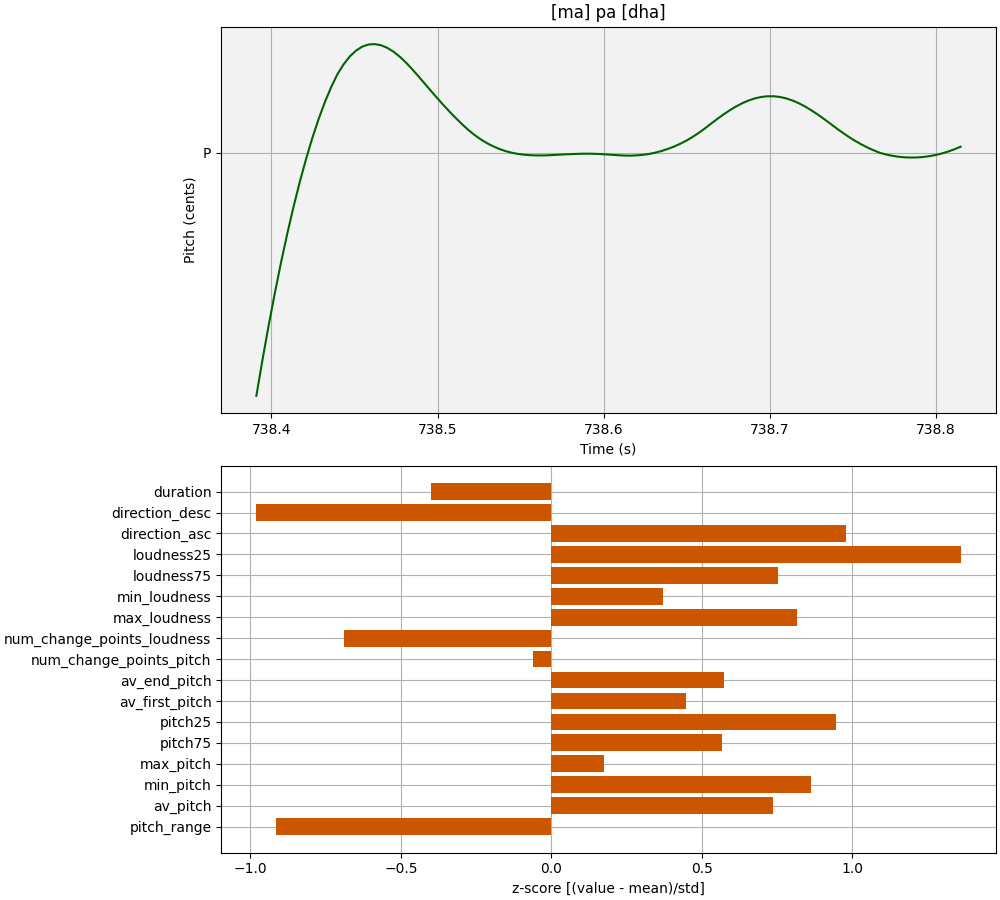 [ma] pa [dha]
P
Pitch (cents)
738.4 738.5 738.6 738.7 738.8
Time (s)
duration
direction_desc
direction_asc
loudness25
loudness75
min_loudness
max_loudness
num_change_points_loudness
num_change_points_pitch
av_end_pitch
av_first_pitch
pitch25
pitch75
max_pitch
min_pitch
av_pitch
pitch_range
−1.0 −0.5 0.0 0.5 1.0
z-score [(value - mean)/std]